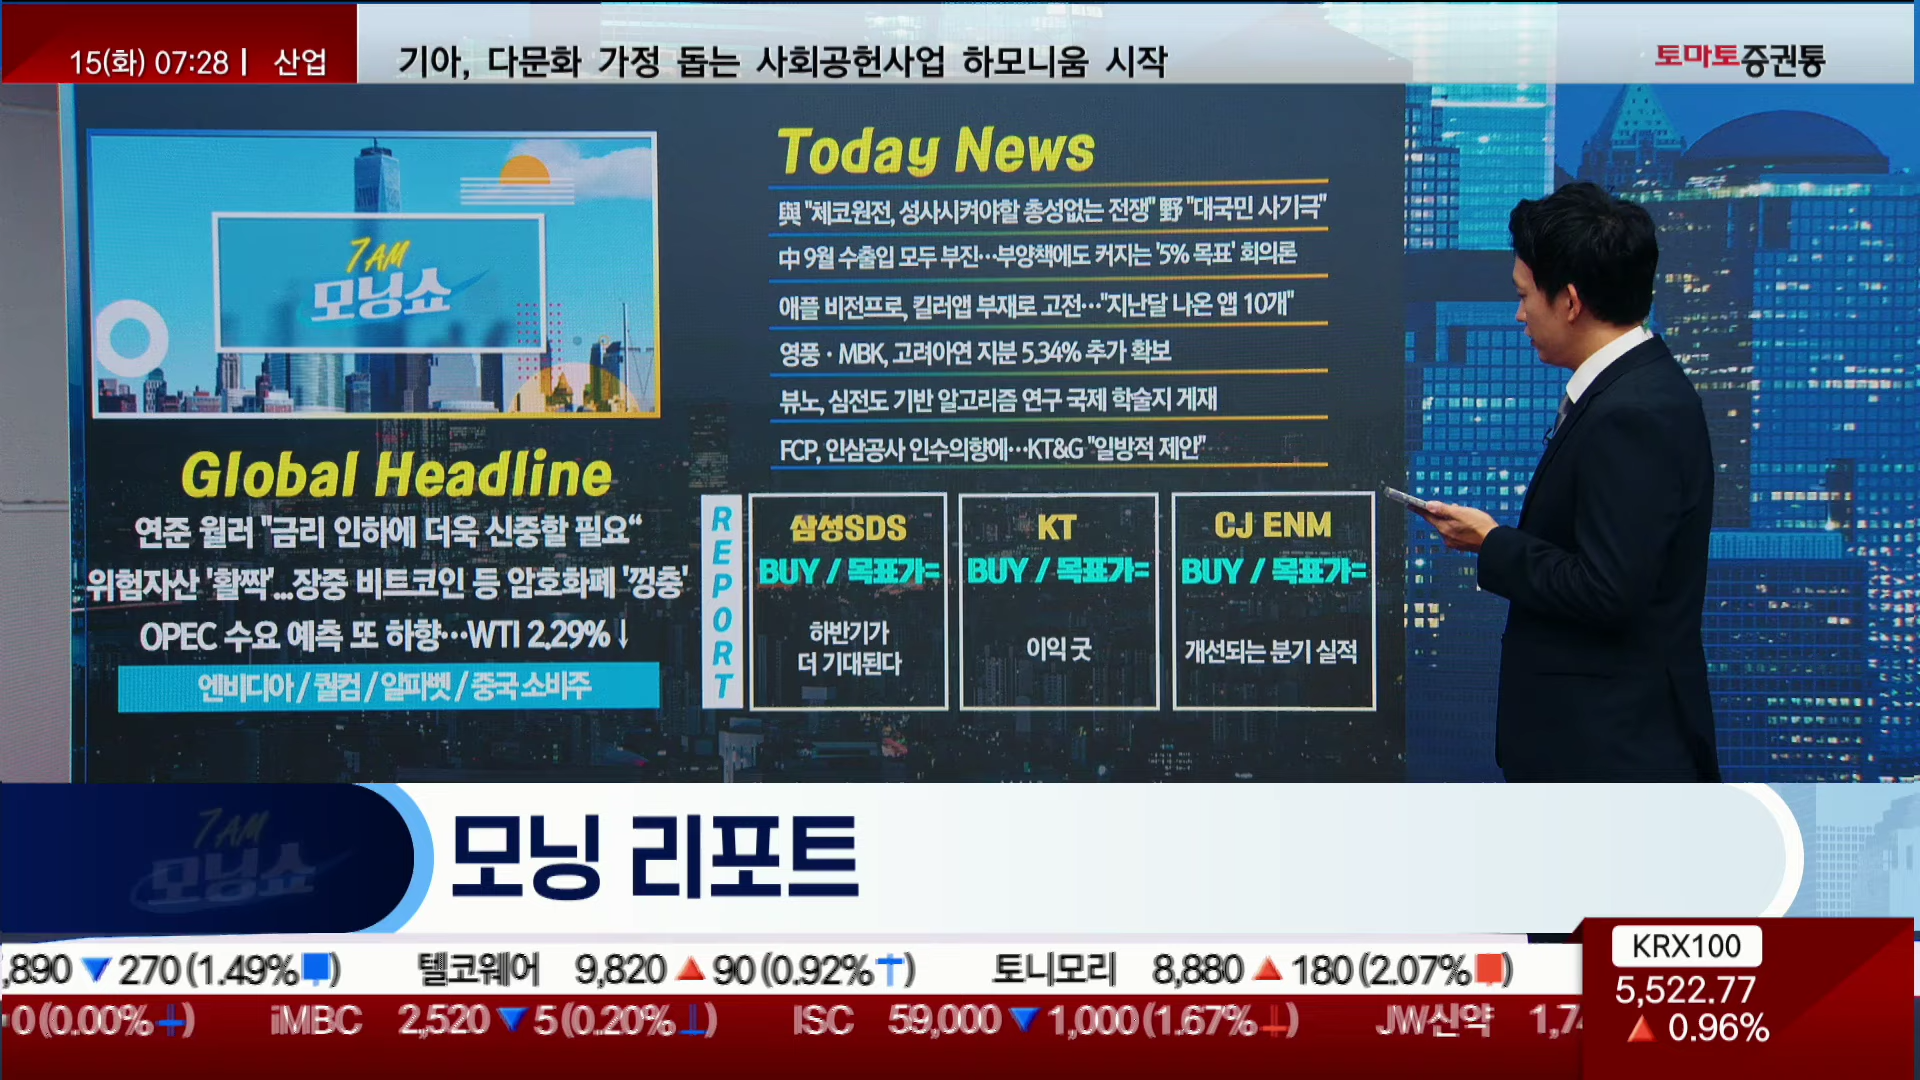 15(화) 07:28 | 산업
기아, 다문화 가정 돕는 사회공헌사업 하모니움 시작
토마토증권통
7 AM
모닝쇼
Global Headline
연준 월러 "금리 인하에 더욱 신중할 필요"
위험자산 '활짝'...장중 비트코인 등 암호화폐 '껑충'
OPEC 수요 예측 또 하향…WTI 2.29%↓
엔비디아 / 퀄컴 / 알파벳 / 중국 소비주
Today News
與 "체코원전, 성사시켜야할 총성없는 전쟁" 野 "대국민 사기극"
中 9월 수출입 모두 부진…부양책에도 커지는 '5% 목표' 회의론
애플 비전프로, 킬러앱 부재로 고전…"지난달 나온 앱 10개"
영풍·MBK, 고려아연 지분 5.34% 추가 확보
뷰노, 심전도 기반 알고리즘 연구 국제 학술지 게재
FCP, 인삼공사 인수의향에…KT&G "일방적 제안"
REPORT
삼성SDS
BUY / 목표가=
하반기가
더 기대된다
KT
BUY / 목표가=
이익 굿
CJ ENM
BUY / 목표가=
개선되는 분기 실적
7 AM
모닝쇼
모닝 리포트
,890 ▼ 270 (1.49%■) 텔코웨어 9,820 ▲ 90 (0.92%↑) 토니모리 8,880 ▲ 180 (2.07%■)
0 (0.00% ) iMBC 2,520 ▼ 5 (0.20% ) ISC 59,000 ▼ 1,000 (1.67% ) JW신약 1,74
KRX100
5,522.77
▲ 0.96%